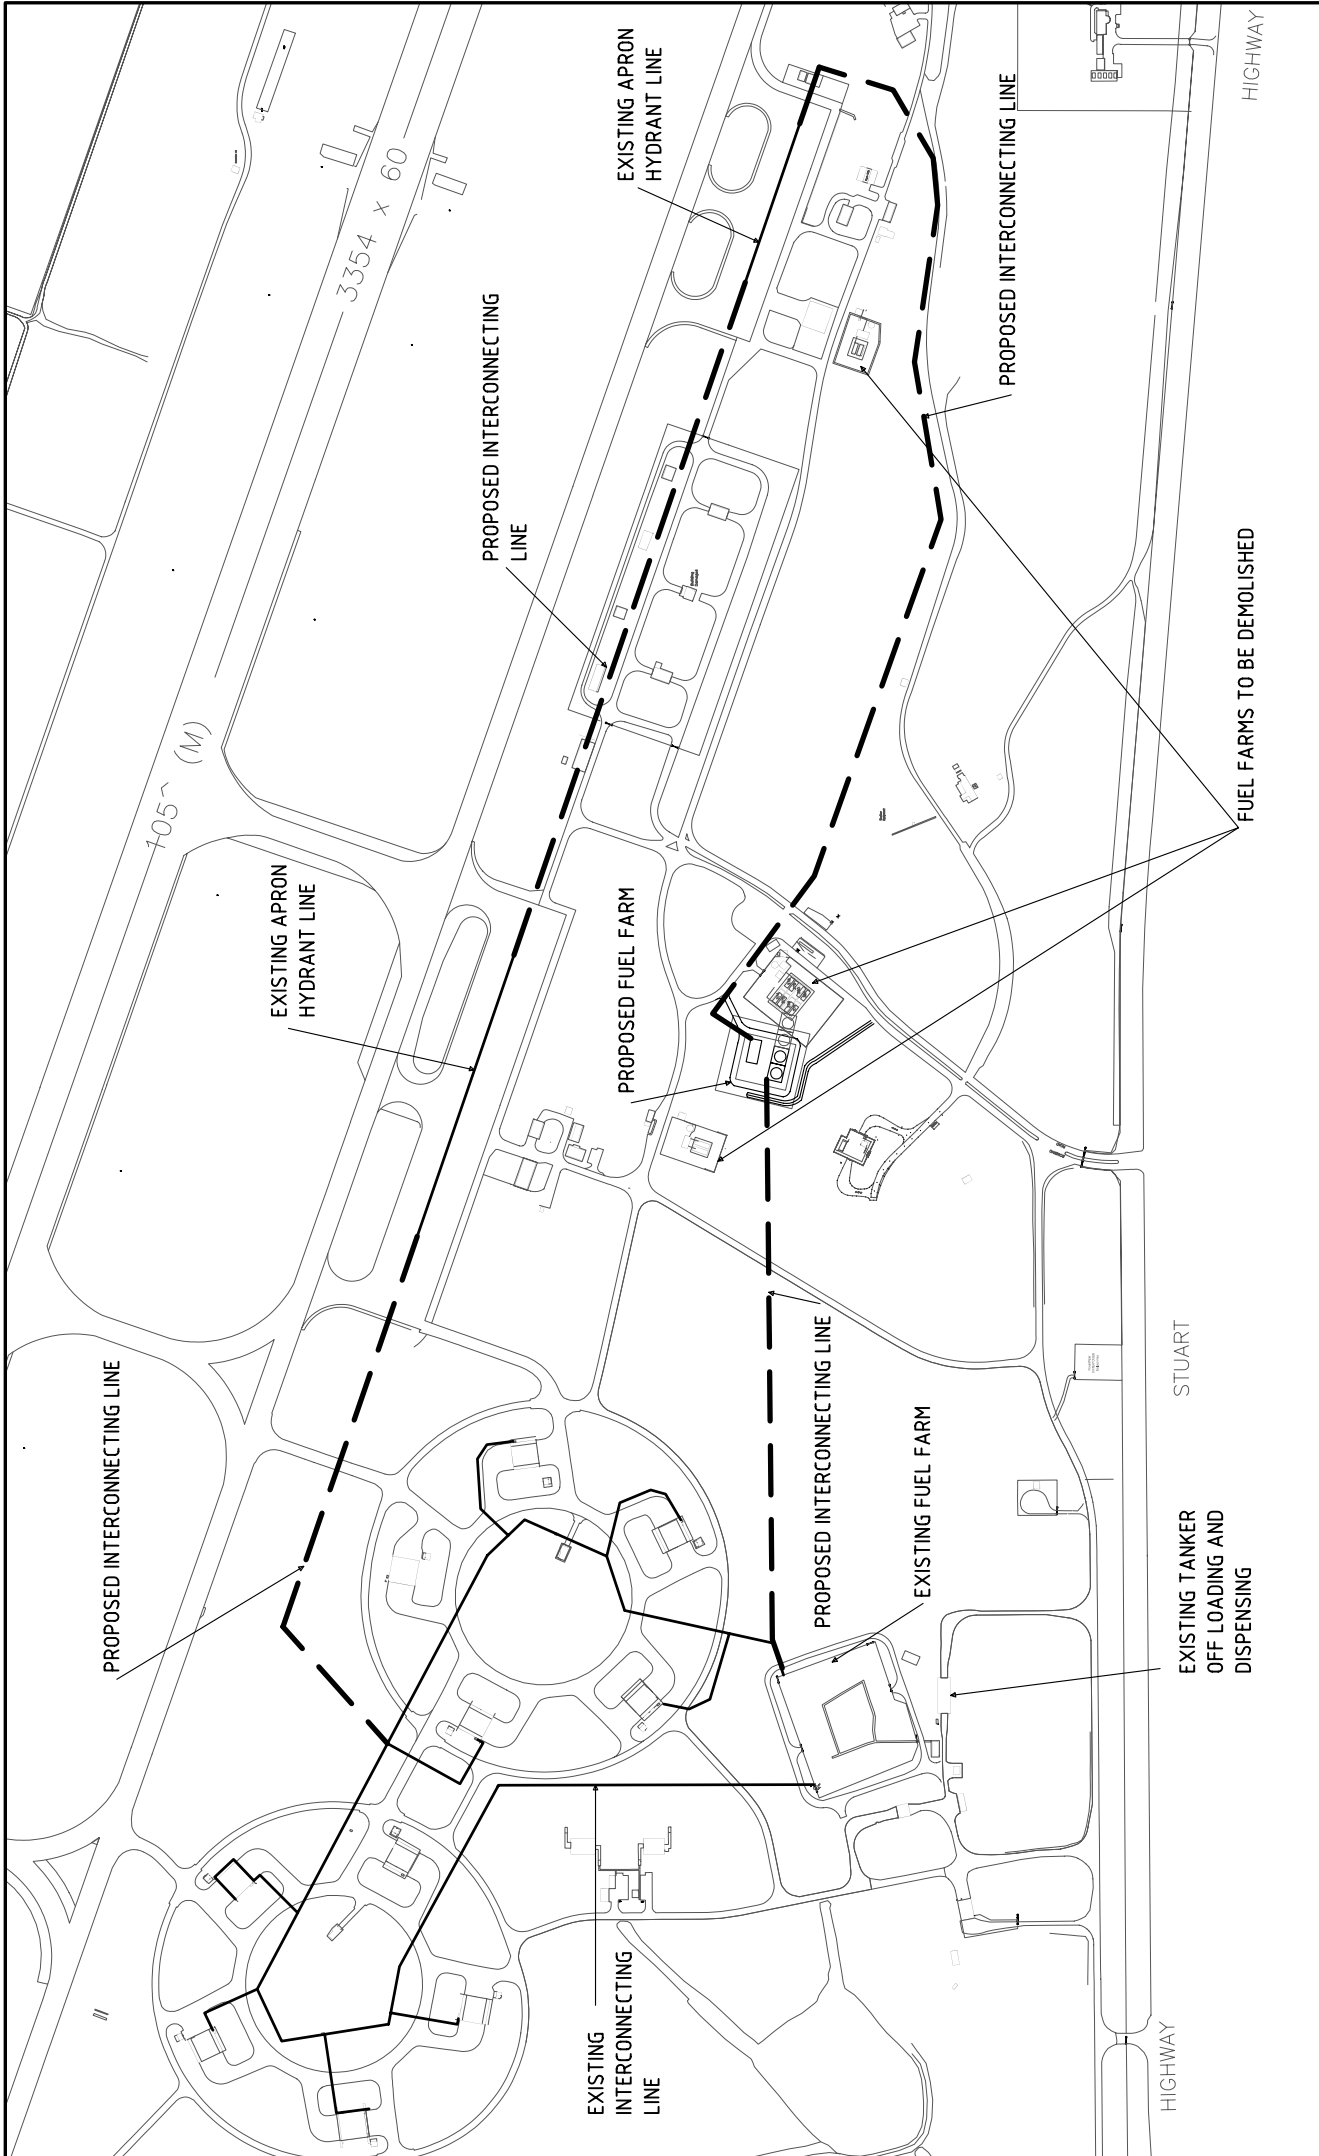 HIGHWAY
EXISTING APRON
HYDRANT LINE
3354 x 60
PROPOSED INTERCONNECTING LINE
PROPOSED INTERCONNECTING
LINE
FUEL FARMS TO BE DEMOLISHED
105^ (M)
EXISTING APRON
HYDRANT LINE
PROPOSED FUEL FARM
STUART
PROPOSED INTERCONNECTING LINE
PROPOSED INTERCONNECTING LINE
EXISTING FUEL FARM
EXISTING TANKER
OFF LOADING AND
DISPENSING
EXISTING
INTERCONNECTING
LINE
HIGHWAY